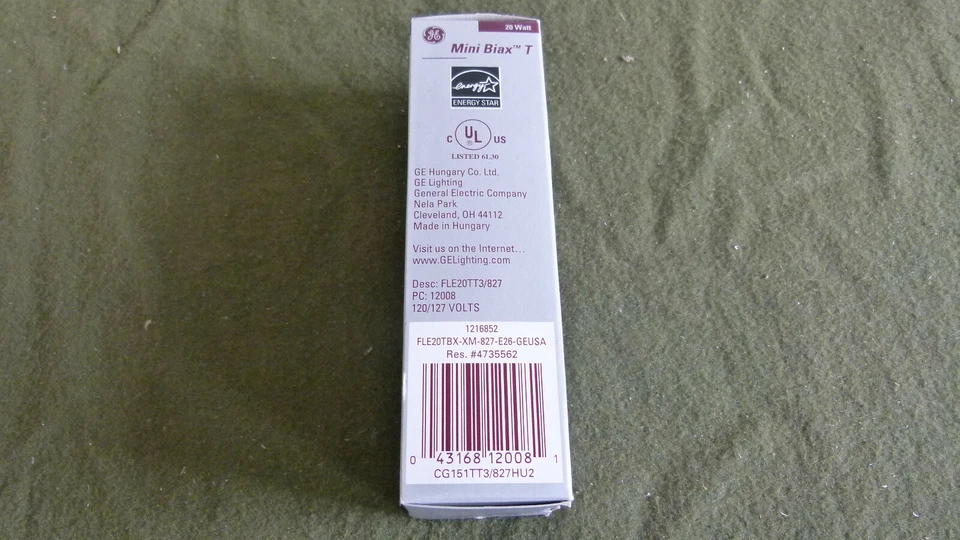 20 Watt
GE
Mini Biax™ T
energy
ENERGY STAR
C UL® US
LISTED 61.30
GE Hungary Co. Ltd.
GE Lighting
General Electric Company
Nela Park
Cleveland, OH 44112
Made in Hungary
Visit us on the Internet...
www.GELighting.com
Desc: FLE20TT3/827
PC: 12008
120/127 VOLTS
1216852
FLE20TBX-XM-827-E26-GEUSA
Res. #4735562
0 43168 12008 1
CG151TT3/827HU2